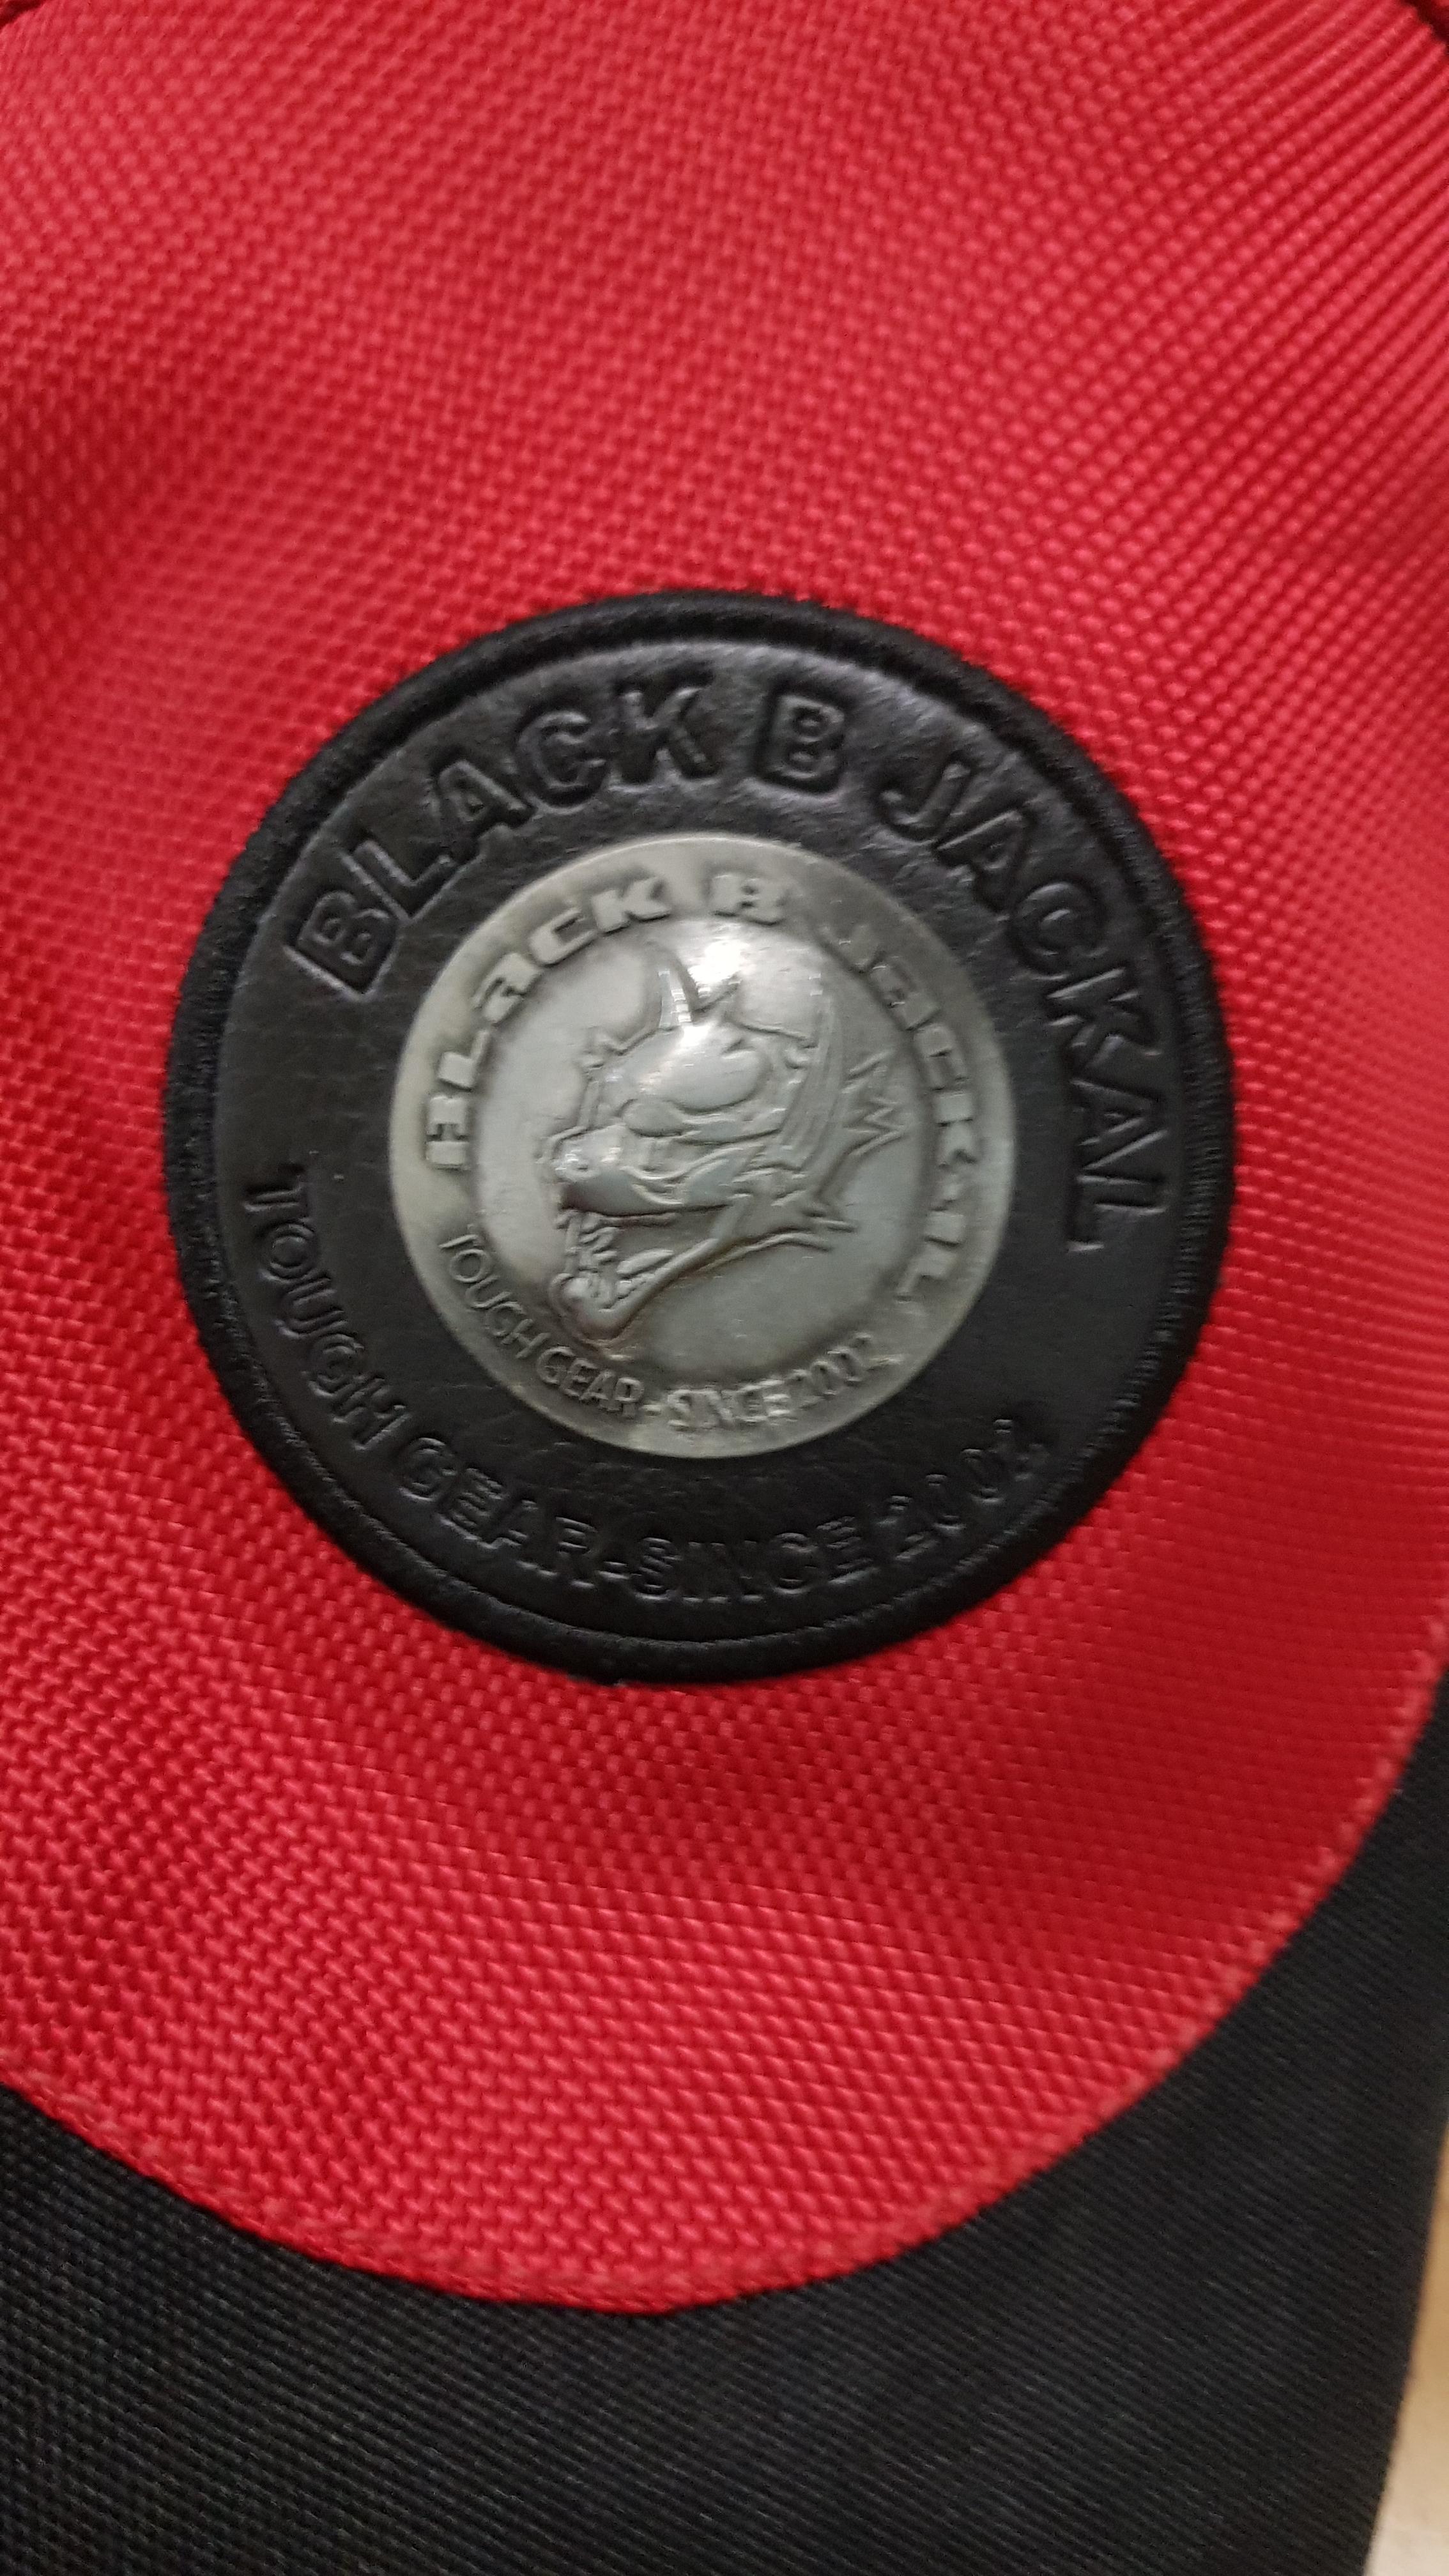 BLACK B JACKAL
BLACK B JACKAL
TOUGH GEAR - SINCE 2002
TOUGH GEAR-SINCE 2002